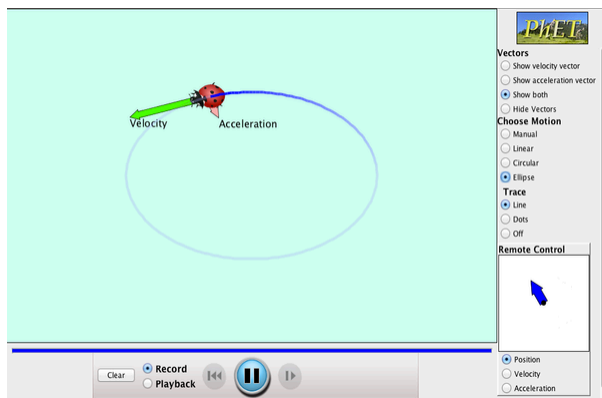 PhET
Vectors
Show velocity vector
Show acceleration vector
Show both
Hide Vectors
Choose Motion
Manual
Linear
Circular
Ellipse
Trace
Line
Dots
Off
Remote Control
Position
Velocity
Acceleration
Velocity
Acceleration
Clear
Record
Playback